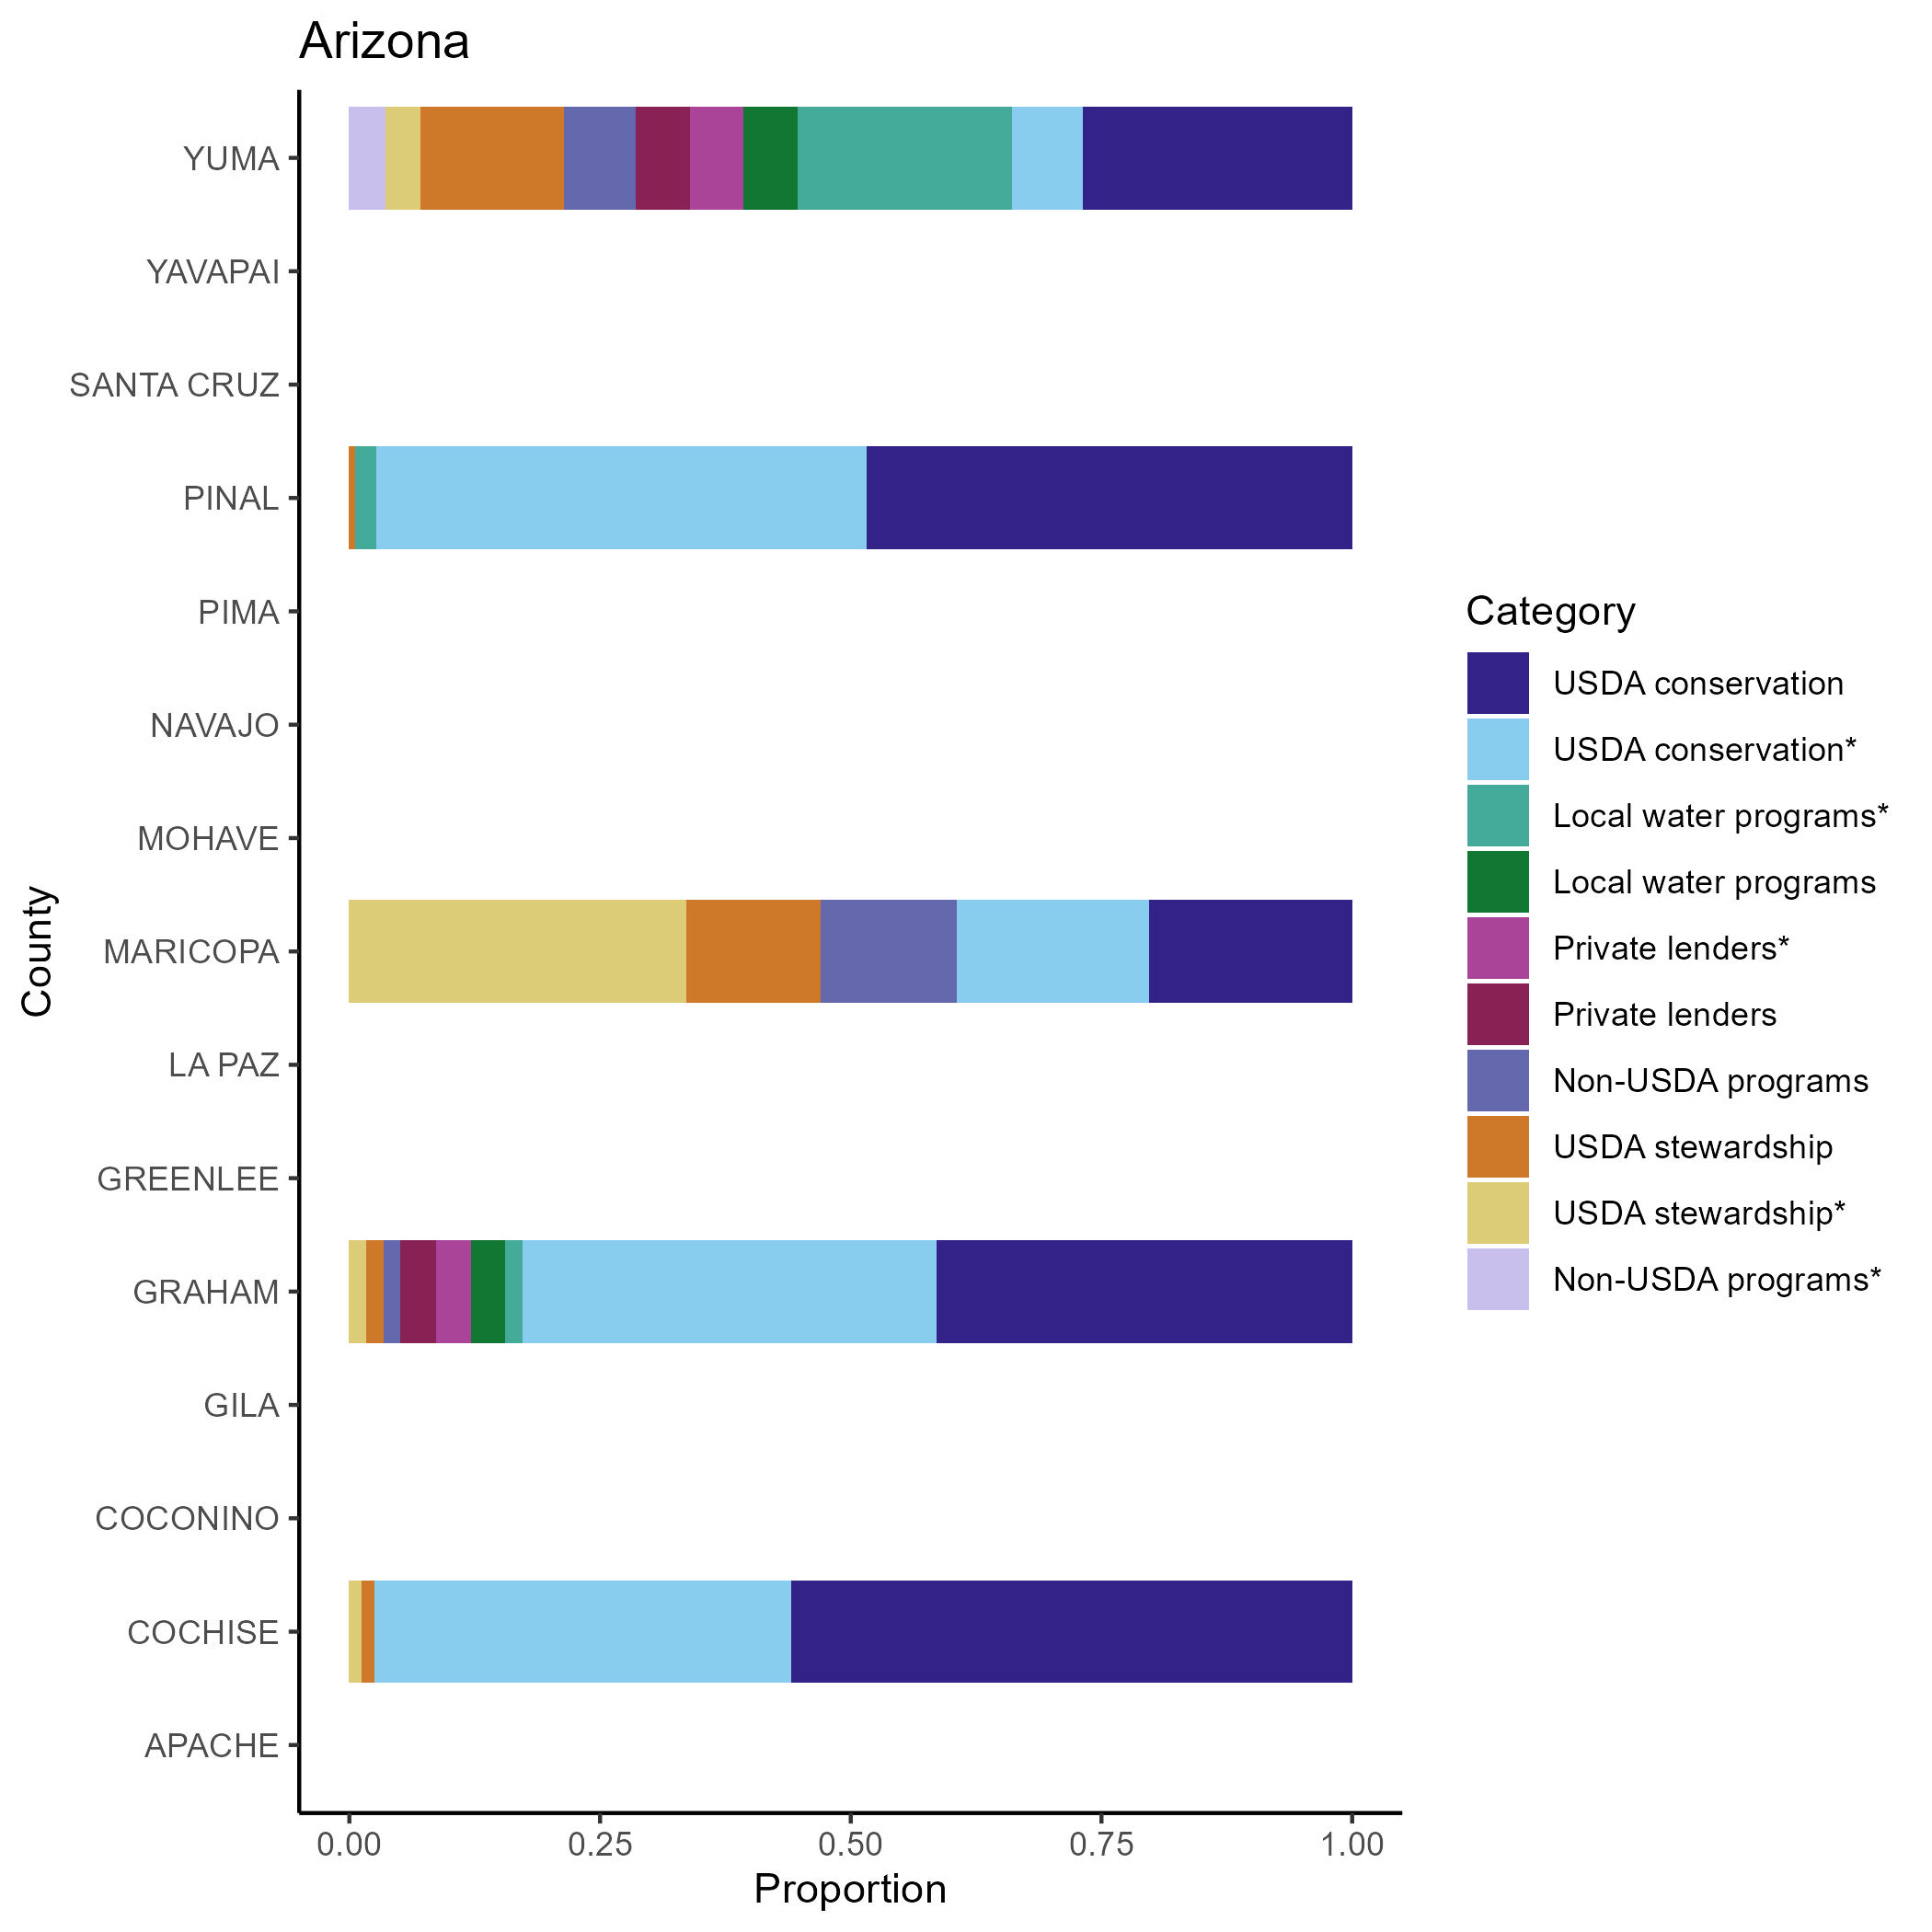 Arizona
YUMA
YAVAPAI
SANTA CRUZ
PINAL
PIMA
NAVAJO
MOHAVE
MARICOPA
LA PAZ
GREENLEE
GRAHAM
GILA
COCONINO
COCHISE
APACHE
County
0.00 0.25 0.50 0.75 1.00
Proportion
Category
USDA conservation
USDA conservation*
Local water programs*
Local water programs
Private lenders*
Private lenders
Non-USDA programs
USDA stewardship
USDA stewardship*
Non-USDA programs*